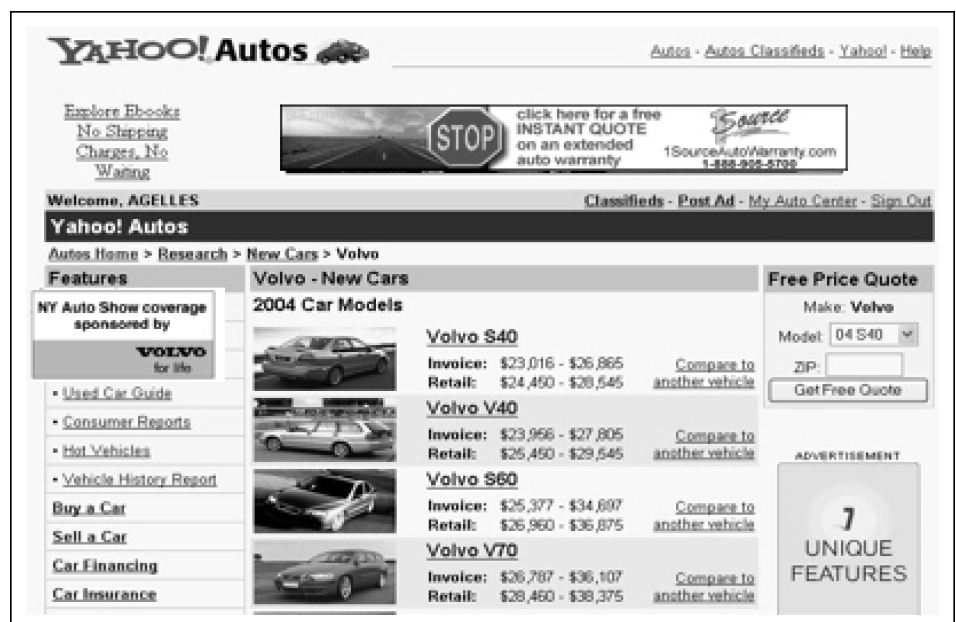 YAHOO! Autos
Autos - Autos Classifieds - Yahoo! - Help
Explore Ebooks
No Shipping
Charges, No
Waiting
STOP
click here for a free
INSTANT QUOTE
on an extended
auto warranty
1Source
1SourceAutoWarranty.com
1-888-905-5700
Welcome, AGELLES
Classifieds - Post Ad - My Auto Center - Sign Out
Yahoo! Autos
Autos Home > Research > New Cars > Volvo
Features
NY Auto Show coverage
sponsored by
VOLVO
for life
• Used Car Guide
• Consumer Reports
• Hot Vehicles
• Vehicle History Report
Buy a Car
Sell a Car
Car Financing
Car Insurance
Volvo - New Cars
2004 Car Models
Volvo S40
Invoice: $23,016 - $26,865
Retail: $24,450 - $28,545
Compare to
another vehicle
Volvo V40
Invoice: $23,956 - $27,805
Retail: $25,450 - $29,545
Compare to
another vehicle
Volvo S60
Invoice: $25,377 - $34,697
Retail: $26,960 - $36,875
Compare to
another vehicle
Volvo V70
Invoice: $26,787 - $36,107
Retail: $28,460 - $38,375
Compare to
another vehicle
Free Price Quote
Make: Volvo
Model: 04 S40
ZIP:
Get Free Quote
ADVERTISEMENT
7
UNIQUE
FEATURES